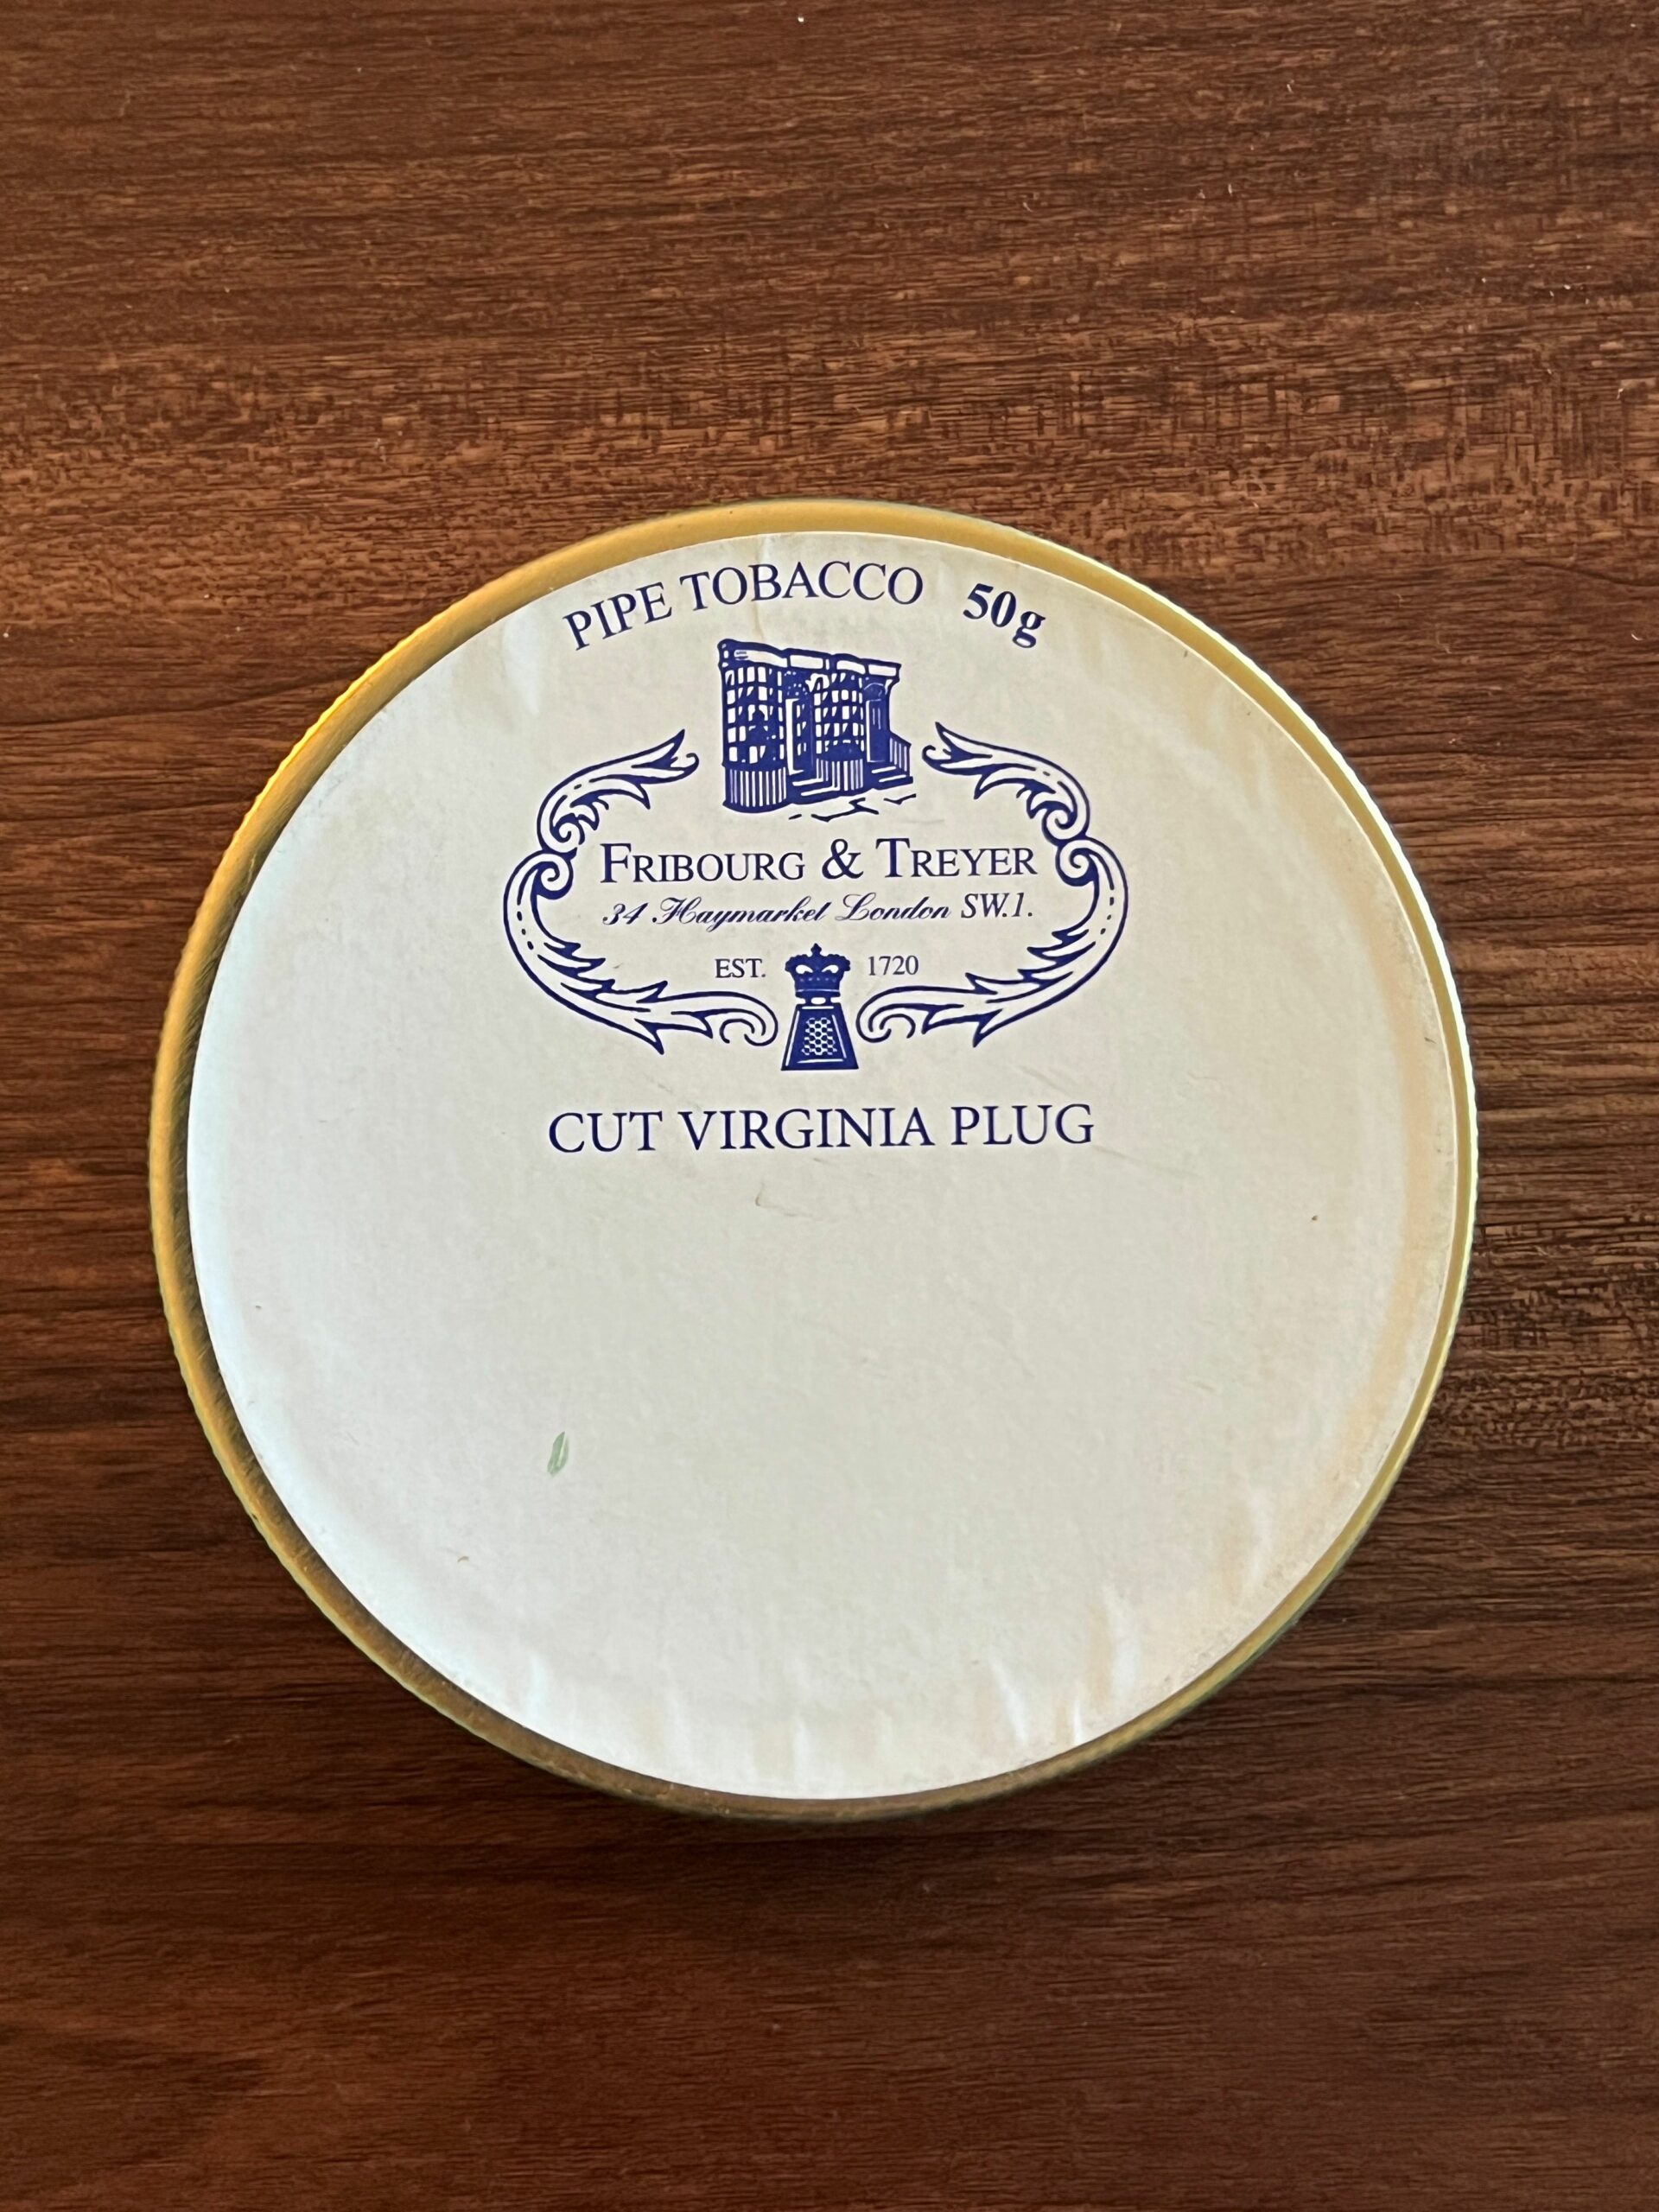 PIPE TOBACCO 50g
FRIBOURG & TREYER
34 Haymarket London SW.1.
EST. 1720
CUT VIRGINIA PLUG